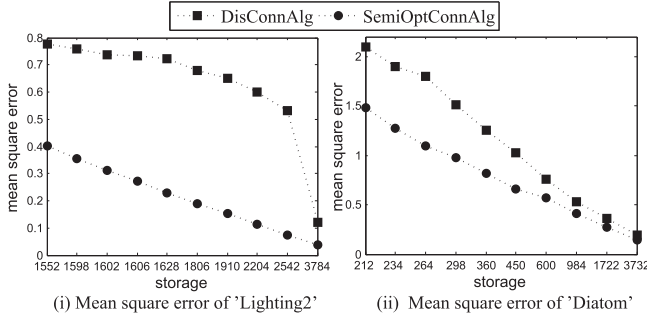 DisConnAlg SemiOptConnAlg
0.8
0.7
0.6
0.5
0.4
0.3
0.2
0.1
0
mean square error
1552 1598 1602 1606 1628 1806 1910 2204 2542 3784
storage
(i) Mean square error of 'Lighting2'
2
1.5
1
0.5
0
mean square error
212 234 264 298 360 450 600 984 1722 3732
storage
(ii) Mean square error of 'Diatom'